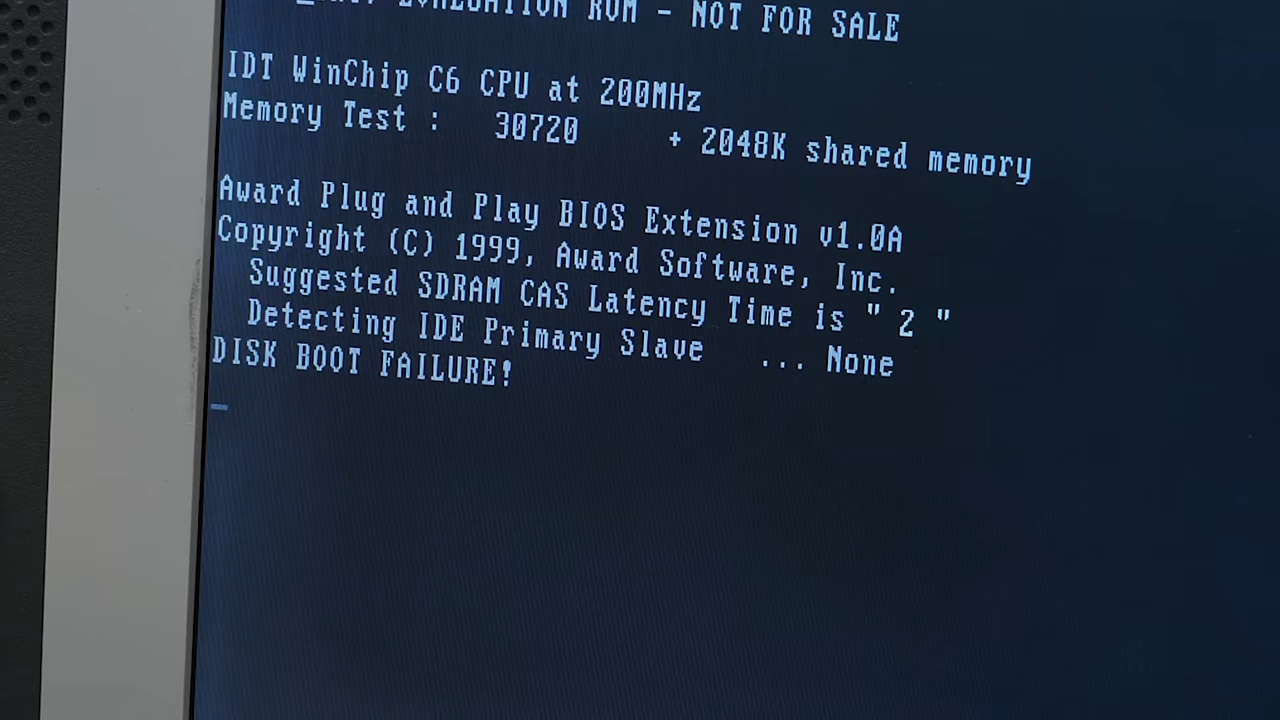 EVALUATION ROM - NOT FOR SALE
IDT WinChip C6 CPU at 200MHz
Memory Test :   30720     + 2048K shared memory
Award Plug and Play BIOS Extension v1.0A
Copyright (C) 1999, Award Software, Inc.
Suggested SDRAM CAS Latency Time is " 2 "
Detecting IDE Primary Slave   ... None
DISK BOOT FAILURE!